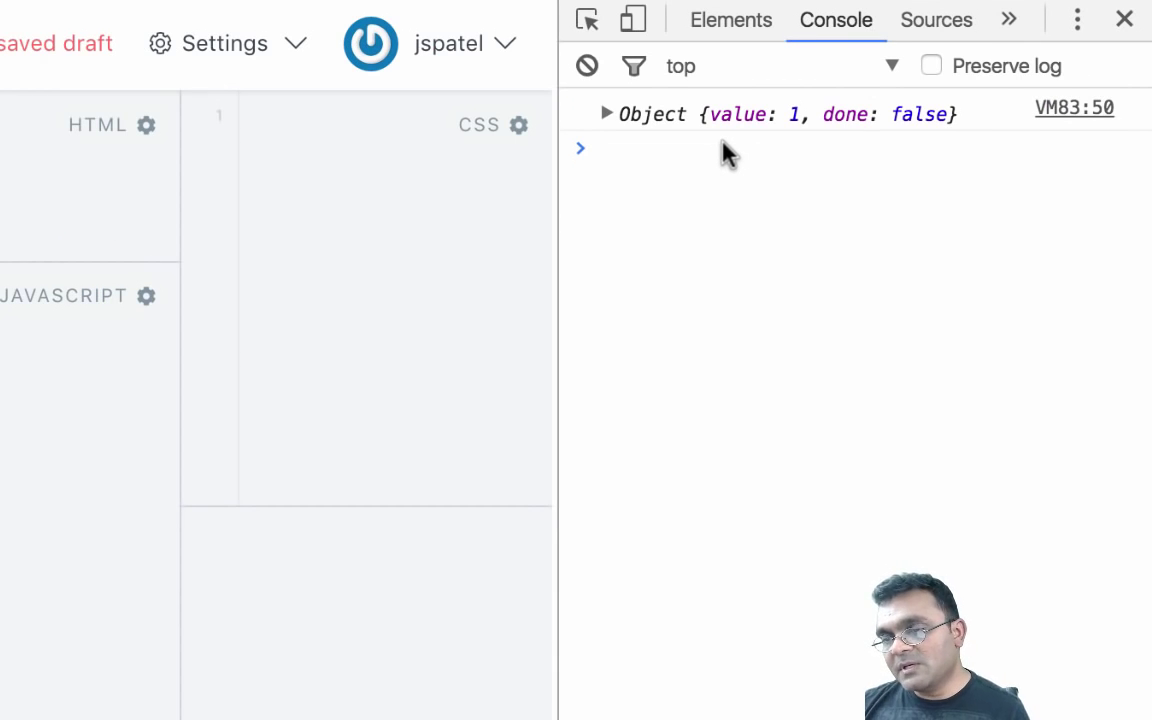 saved draft
Settings
jspatel
HTML
1
CSS
JAVASCRIPT
Elements
Console
Sources
top
Preserve log
Object {value: 1, done: false}
VM83:50